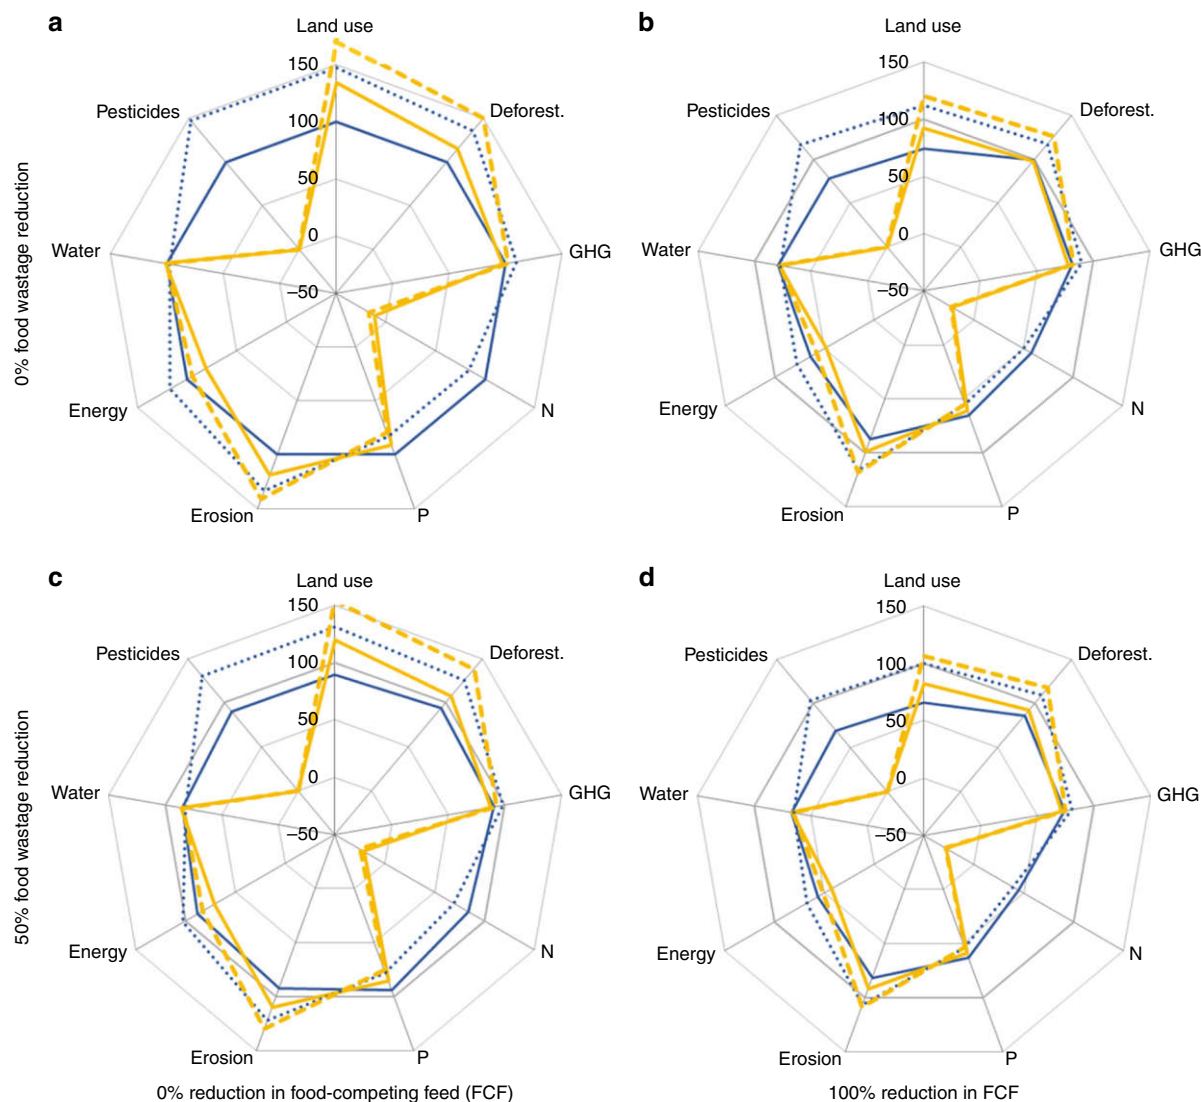 a
Land use
150
100
50
0
–50
Deforest.
GHG
N
P
Erosion
Energy
Water
Pesticides
b
Land use
150
100
50
0
–50
Deforest.
GHG
N
P
Erosion
Energy
Water
Pesticides
0% food wastage reduction
c
Land use
150
100
50
0
–50
Deforest.
GHG
N
P
Erosion
Energy
Water
Pesticides
d
Land use
150
100
50
0
–50
Deforest.
GHG
N
P
Erosion
Energy
Water
Pesticides
50% food wastage reduction
0% reduction in food-competing feed (FCF)
100% reduction in FCF